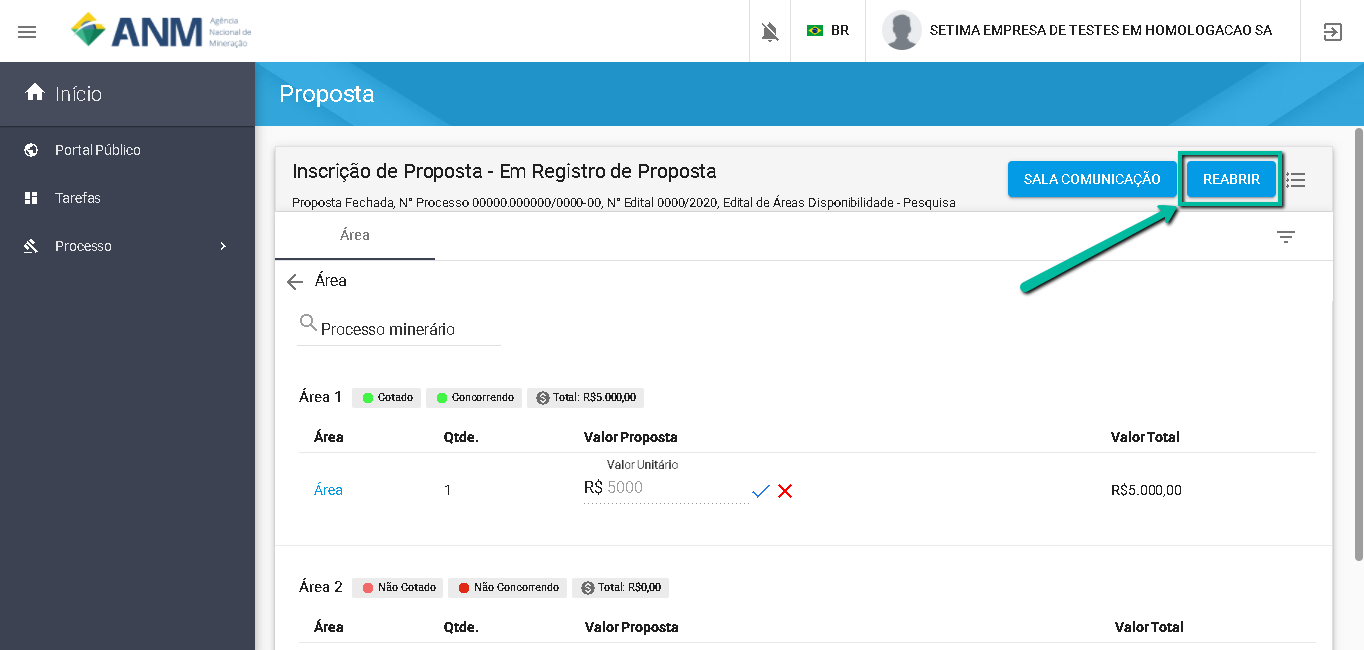 ANM
Agência
Nacional de
Mineração
BR
SETIMA EMPRESA DE TESTES EM HOMOLOGACAO SA
Início
Portal Público
Tarefas
Processo
Proposta
Inscrição de Proposta - Em Registro de Proposta
Proposta Fechada, N° Processo 00000.000000/0000-00, N° Edital 0000/2020, Edital de Áreas Disponibilidade - Pesquisa
SALA COMUNICAÇÃO
REABRIR
Área
Área
Processo minerário
Área 1 Cotado Concorrendo Total: R$5.000,00
Área Qtde. Valor Proposta Valor Total
Valor Unitário
Área 1 R$ 5000 R$5.000,00
Área 2 Não Cotado Não Concorrendo Total: R$0,00
Área Qtde. Valor Proposta Valor Total